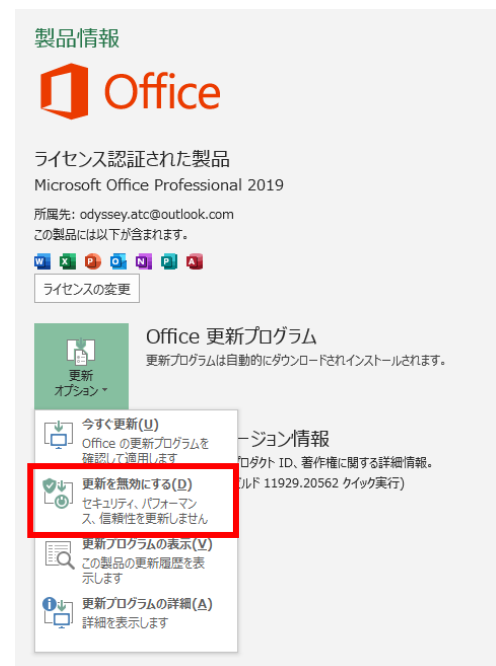 製品情報
Office
ライセンス認証された製品
Microsoft Office Professional 2019
所属先: odyssey.atc@outlook.com
この製品には以下が含まれます。
ライセンスの変更
更新
オプション
Office 更新プログラム
更新プログラムは自動的にダウンロードされインストールされます。
今すぐ更新(U)
Office の更新プログラムを
確認して適用します
更新を無効にする(D)
セキュリティ、パフォーマン
ス、信頼性を更新しません
更新プログラムの表示(V)
この製品の更新履歴を表
示します
更新プログラムの詳細(A)
詳細を表示します
ージョン情報
プロダクト ID、著作権に関する詳細情報。
ルド 11929.20562 クイック実行)